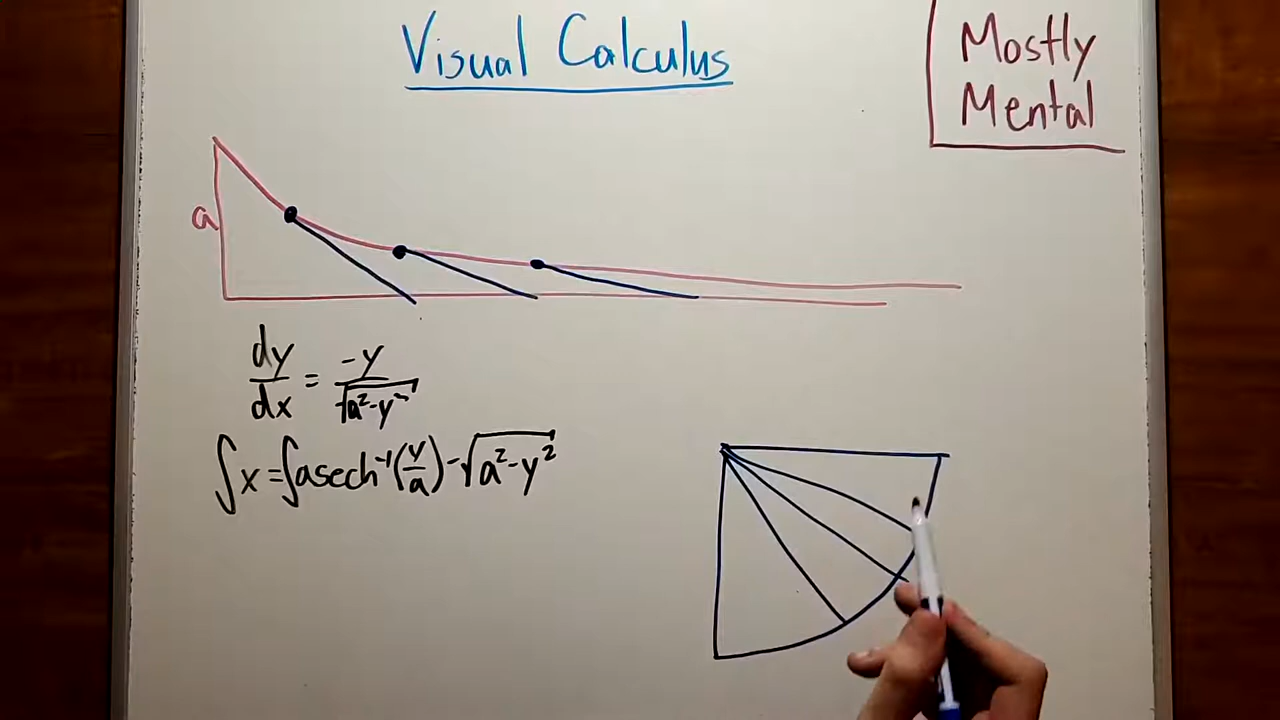 Visual Calculus
Mostly
Mental
a
dy/dx = -y/√a²-y²
∫x=∫asech⁻¹(y/a)-√a²-y²